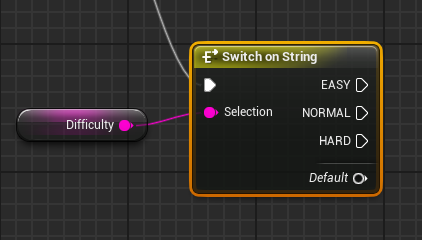 Switch on String
EASY
Difficulty
Selection
NORMAL
HARD
Default